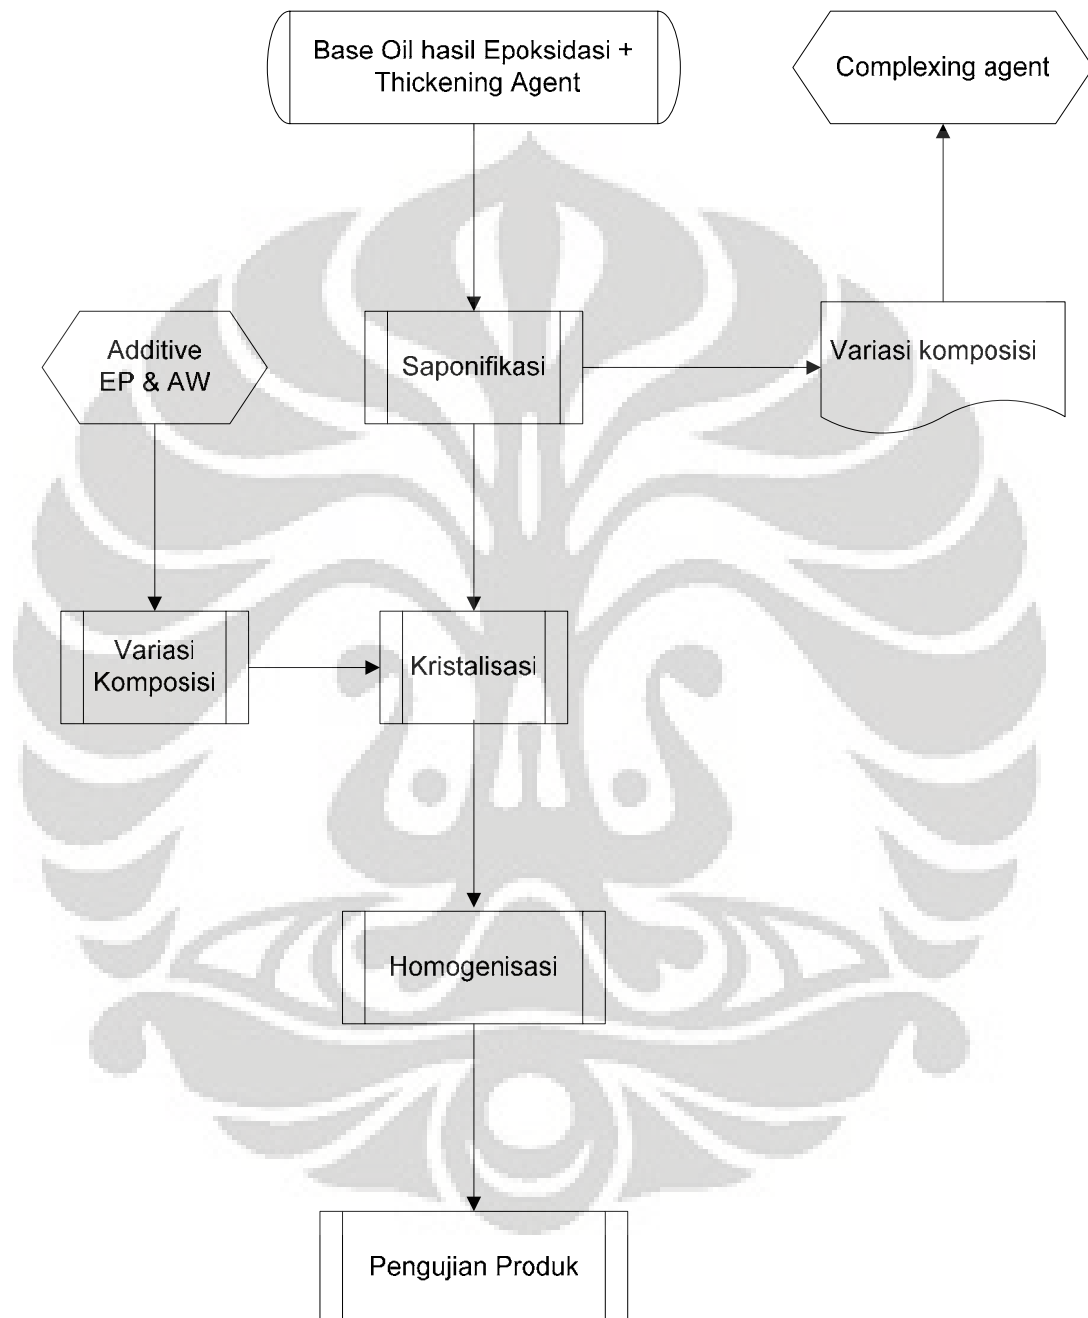 Base Oil hasil Epoksidasi +
Thickening Agent
Complexing agent
Additive
EP & AW
Saponifikasi
Variasi komposisi
Variasi
Komposisi
Kristalisasi
Homogenisasi
Pengujian Produk